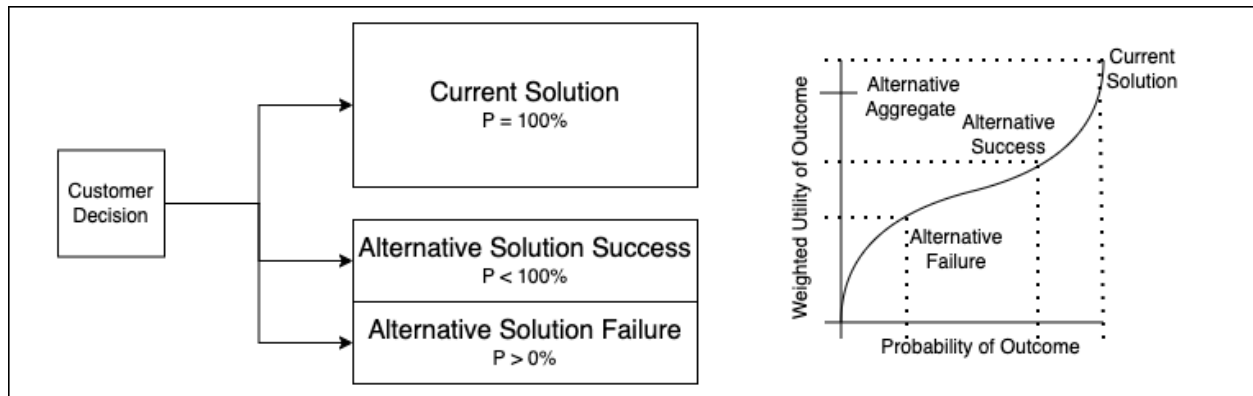 Customer
Decision
Current Solution
P = 100%
Alternative Solution Success
P < 100%
Alternative Solution Failure
P > 0%
Weighted Utility of Outcome
Alternative
Aggregate
Current
Solution
Alternative
Success
Alternative
Failure
Probability of Outcome